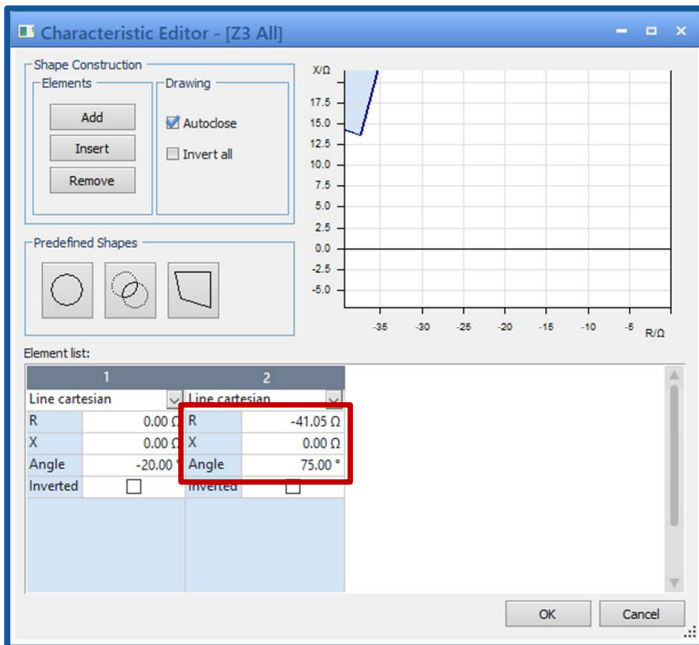 Characteristic Editor - [Z3 All]
Shape Construction
Elements
Drawing
Add
Insert
Remove
Autoclose
Invert all
Predefined Shapes
X/Ω
17.5
15.0
12.5
10.0
7.5
5.0
2.5
0.0
-2.5
-5.0
-35 -30 -25 -20 -15 -10 -5 R/Ω
Element list:
1 2
Line cartesian Line cartesian
R 0.00 Ω R -41.05 Ω
X 0.00 Ω X 0.00 Ω
Angle -20.00 ° Angle 75.00 °
Inverted Inverted
OK Cancel